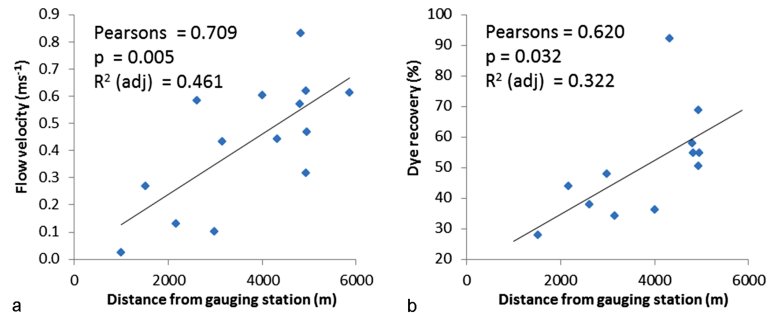 Pearsons = 0.709
p = 0.005
R² (adj) = 0.461
Flow velocity (ms⁻¹)
0.9
0.8
0.7
0.6
0.5
0.4
0.3
0.2
0.1
0.0
0 2000 4000 6000
Distance from gauging station (m)
a
Pearsons = 0.620
p = 0.032
R² (adj) = 0.322
Dye recovery (%)
100
90
80
70
60
50
40
30
20
0 2000 4000 6000
Distance from gauging station (m)
b